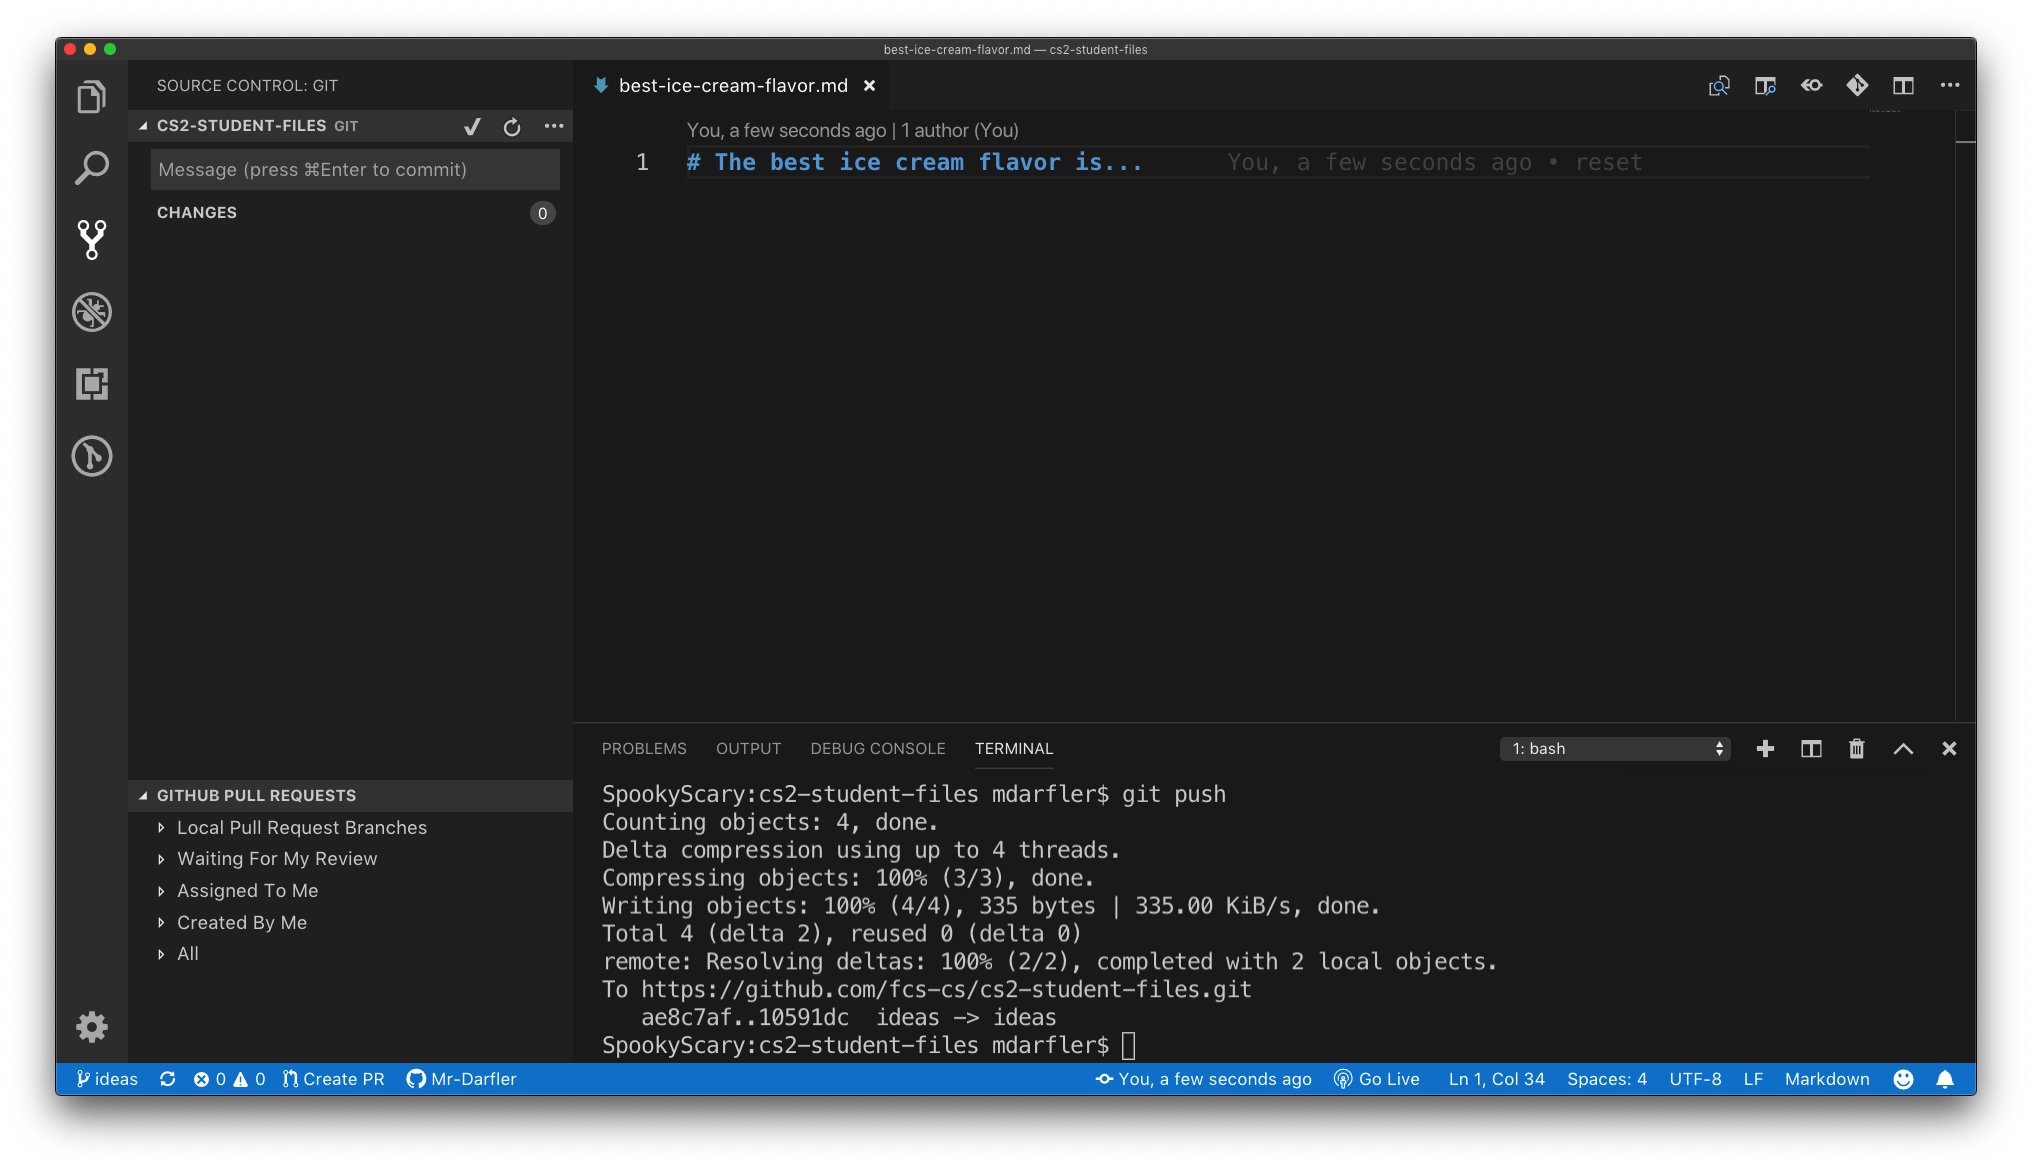 best-ice-cream-flavor.md — cs2-student-files
SOURCE CONTROL: GIT
CS2-STUDENT-FILES GIT
Message (press ⌘Enter to commit)
CHANGES 0
best-ice-cream-flavor.md
You, a few seconds ago | 1 author (You)
1 # The best ice cream flavor is... You, a few seconds ago • reset
GITHUB PULL REQUESTS
Local Pull Request Branches
Waiting For My Review
Assigned To Me
Created By Me
All
PROBLEMS OUTPUT DEBUG CONSOLE TERMINAL 1: bash
SpookyScary:cs2-student-files mdarfler$ git push
Counting objects: 4, done.
Delta compression using up to 4 threads.
Compressing objects: 100% (3/3), done.
Writing objects: 100% (4/4), 335 bytes | 335.00 KiB/s, done.
Total 4 (delta 2), reused 0 (delta 0)
remote: Resolving deltas: 100% (2/2), completed with 2 local objects.
To https://github.com/fcs-cs/cs2-student-files.git
ae8c7af..10591dc ideas -> ideas
SpookyScary:cs2-student-files mdarfler$
ideas 0 0 Create PR Mr-Darfler You, a few seconds ago Go Live Ln 1, Col 34 Spaces: 4 UTF-8 LF Markdown